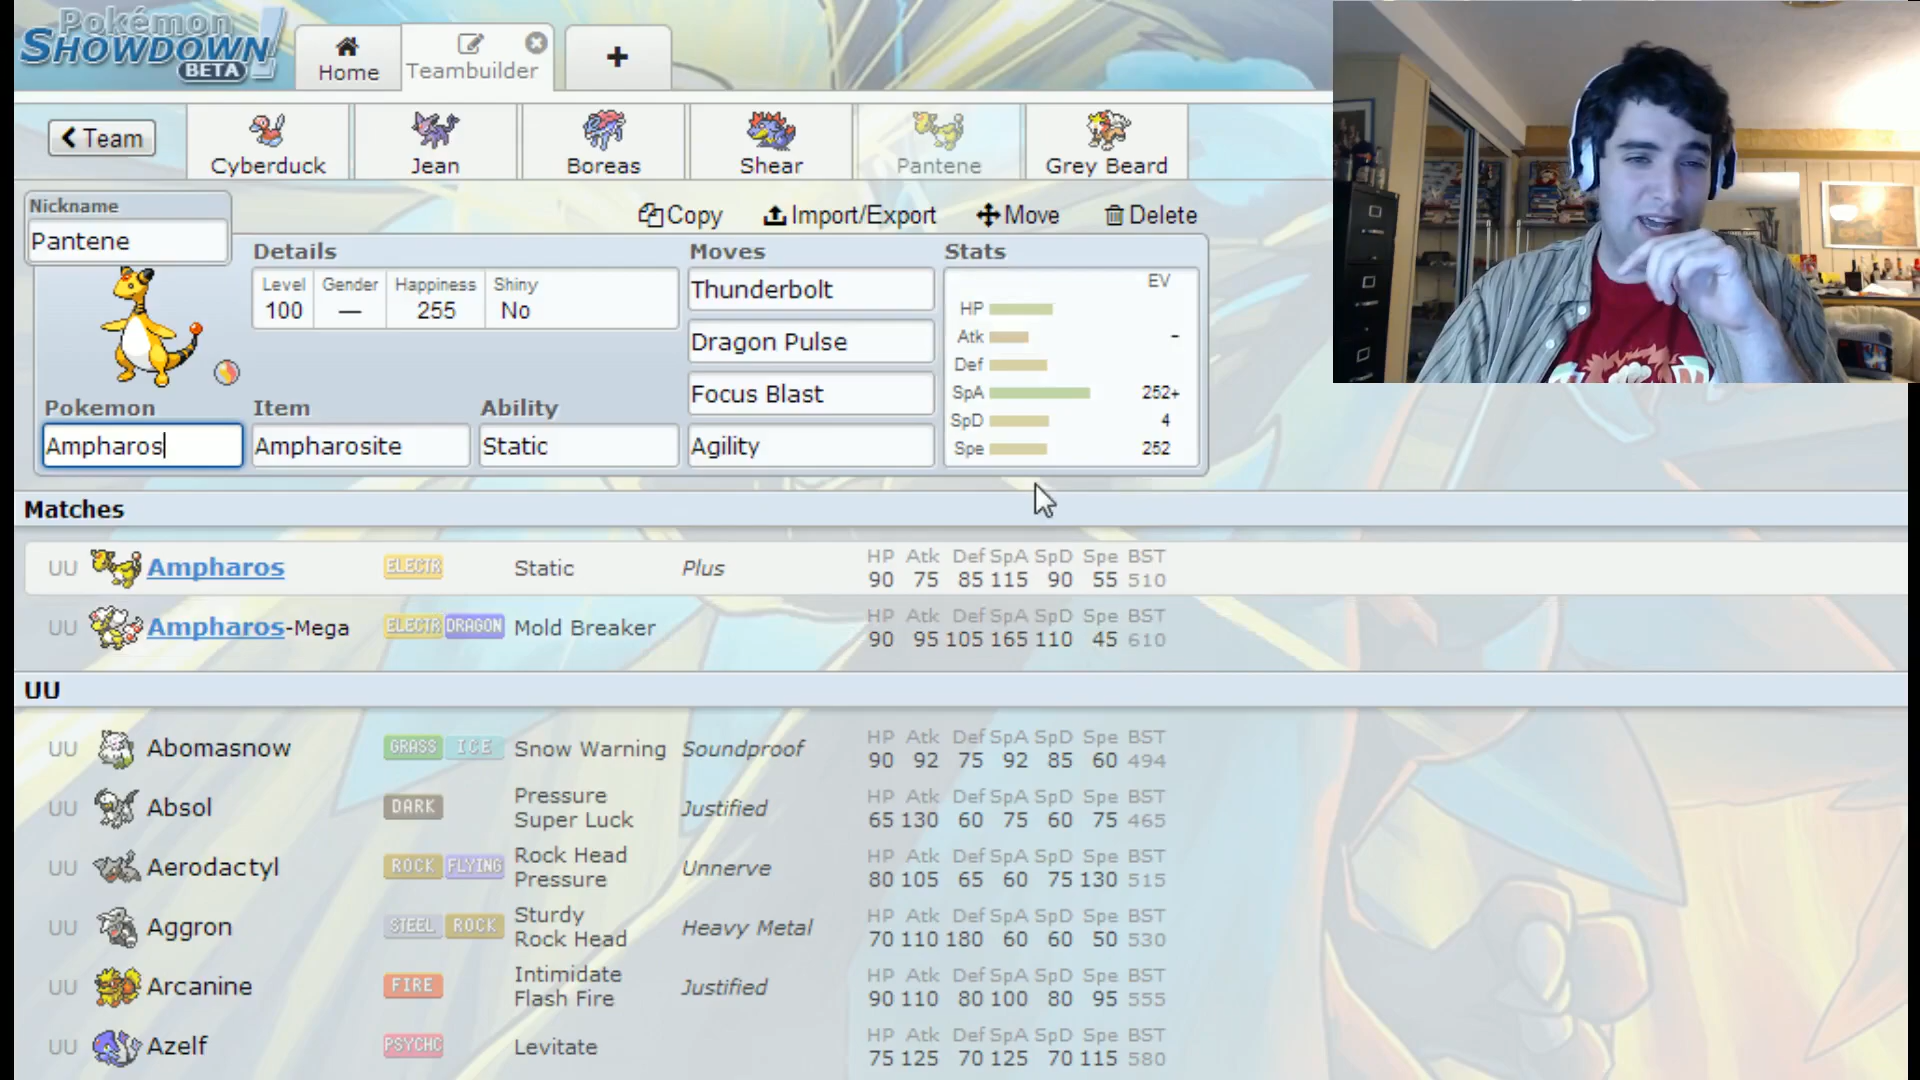 Pokémon
SHOWDOWN!
BETA
Home
Teambuilder
+
Team
Cyberduck
Jean
Boreas
Shear
Pantene
Grey Beard
Nickname
Pantene
Copy
Import/Export
Move
Delete
Details
Moves
Stats
Level Gender Happiness Shiny
100 — 255 No
Thunderbolt
Dragon Pulse
Focus Blast
Agility
EV
HP
Atk -
Def
SpA 252+
SpD 4
Spe 252
Pokemon Item Ability
Ampharos Ampharosite Static
Matches
UU Ampharos ELECTR Static Plus HP Atk Def SpA SpD Spe BST
90 75 85 115 90 55 510
UU Ampharos-Mega ELECTR DRAGON Mold Breaker HP Atk Def SpA SpD Spe BST
90 95 105 165 110 45 610
UU
UU Abomasnow GRASS ICE Snow Warning Soundproof HP Atk Def SpA SpD Spe BST
90 92 75 92 85 60 494
UU Absol DARK Pressure Super Luck Justified HP Atk Def SpA SpD Spe BST
65 130 60 75 60 75 465
UU Aerodactyl ROCK FLYING Rock Head Pressure Unnerve HP Atk Def SpA SpD Spe BST
80 105 65 60 75 130 515
UU Aggron STEEL ROCK Sturdy Rock Head Heavy Metal HP Atk Def SpA SpD Spe BST
70 110 180 60 60 50 530
UU Arcanine FIRE Intimidate Flash Fire Justified HP Atk Def SpA SpD Spe BST
90 110 80 100 80 95 555
UU Azelf PSYCHC Levitate HP Atk Def SpA SpD Spe BST
75 125 70 125 70 115 580